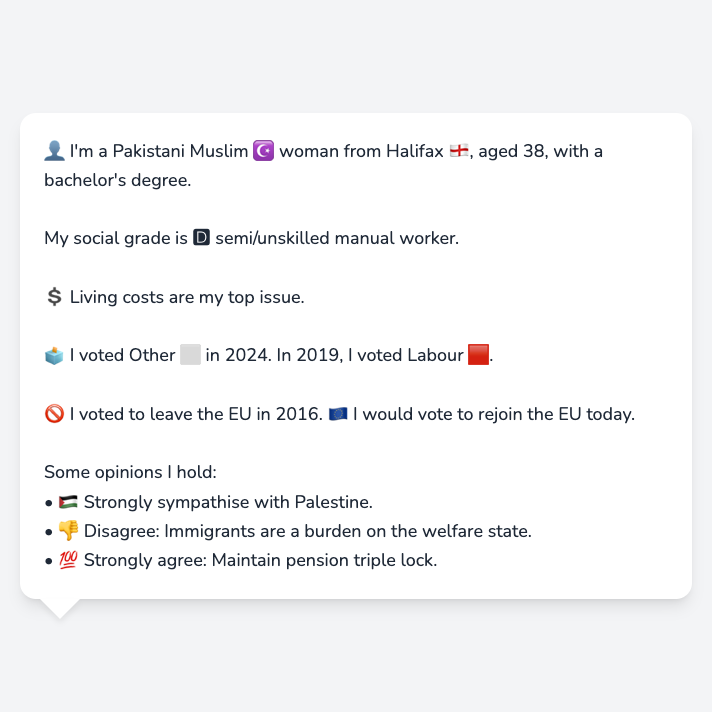 👤 I'm a Pakistani Muslim ☪️ woman from Halifax 🏴󠁧󠁢󠁥󠁮󠁧󠁿, aged 38, with a
bachelor's degree.
My social grade is 🅳 semi/unskilled manual worker.
💲 Living costs are my top issue.
🗳️ I voted Other ⬜ in 2024. In 2019, I voted Labour 🟥.
🚫 I voted to leave the EU in 2016. 🇪🇺 I would vote to rejoin the EU today.
Some opinions I hold:
• 🇵🇸 Strongly sympathise with Palestine.
• 👎 Disagree: Immigrants are a burden on the welfare state.
• 💯 Strongly agree: Maintain pension triple lock.